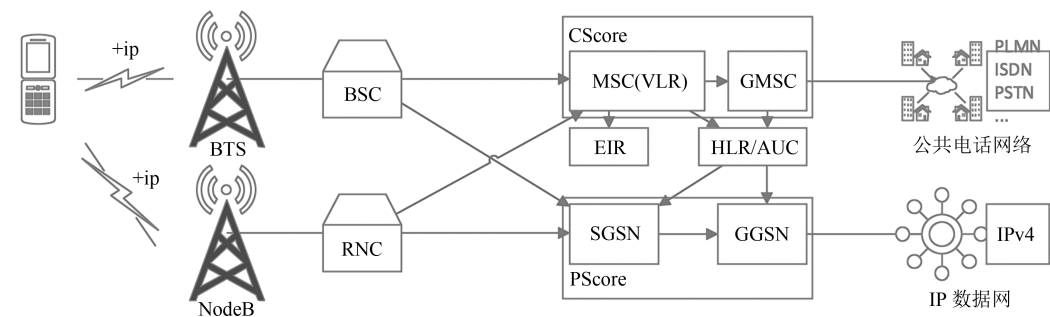 +ip
BTS
BSC
CScore
MSC(VLR)
GMSC
EIR
HLR/AUC
PLMN
ISDN
PSTN
...
公共电话网络
+ip
NodeB
RNC
SGSN
GGSN
PScore
IPv4
IP 数据网